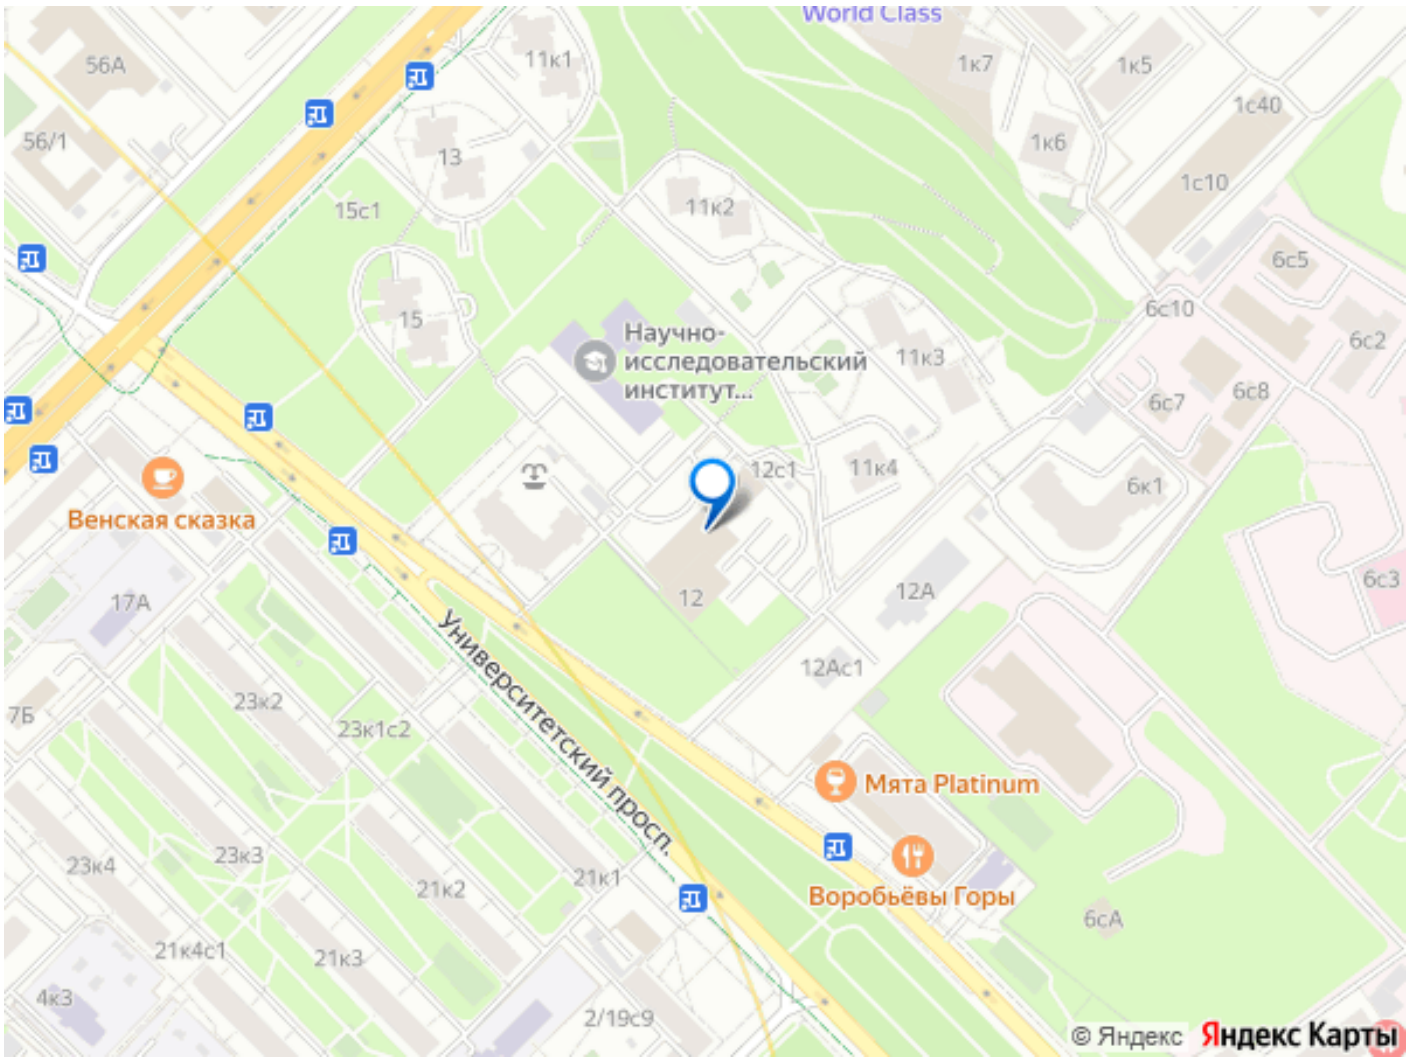 World Class
56А
11к1
1к7
1к5
1с40
56/1
13
1к6
1с10
15с1
11к2
6с5
6с10
15
Научно-
исследовательский
институт...
11к3
6с2
6с8
6с7
12с1
11к4
6к1
Венская сказка
17А
12
12А
6с3
Университетский просп.
12Ас1
23к2
7Б
23к1с2
Мята Platinum
23к4
23к3
21к2
21к1
Воробьёвы Горы
6сА
21к4с1
21к3
4к3
2/19с9
© Яндекс Яндекс Карты